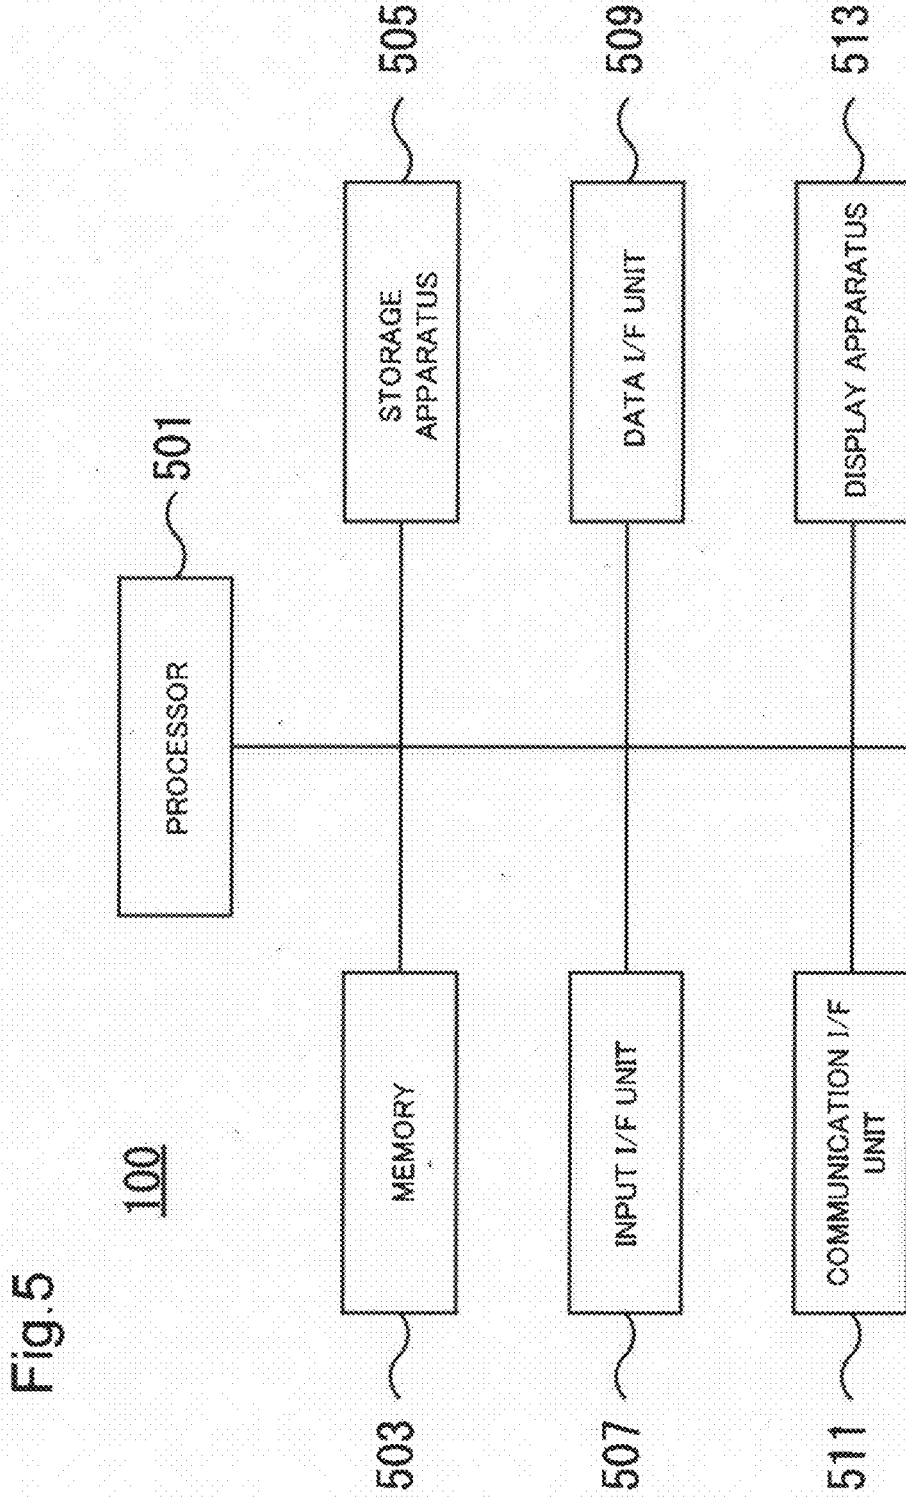 Fig.5
100
PROCESSOR
501
MEMORY
503
STORAGE
APPARATUS
505
INPUT I/F UNIT
507
DATA I/F UNIT
509
COMMUNICATION I/F
UNIT
511
DISPLAY APPARATUS
513